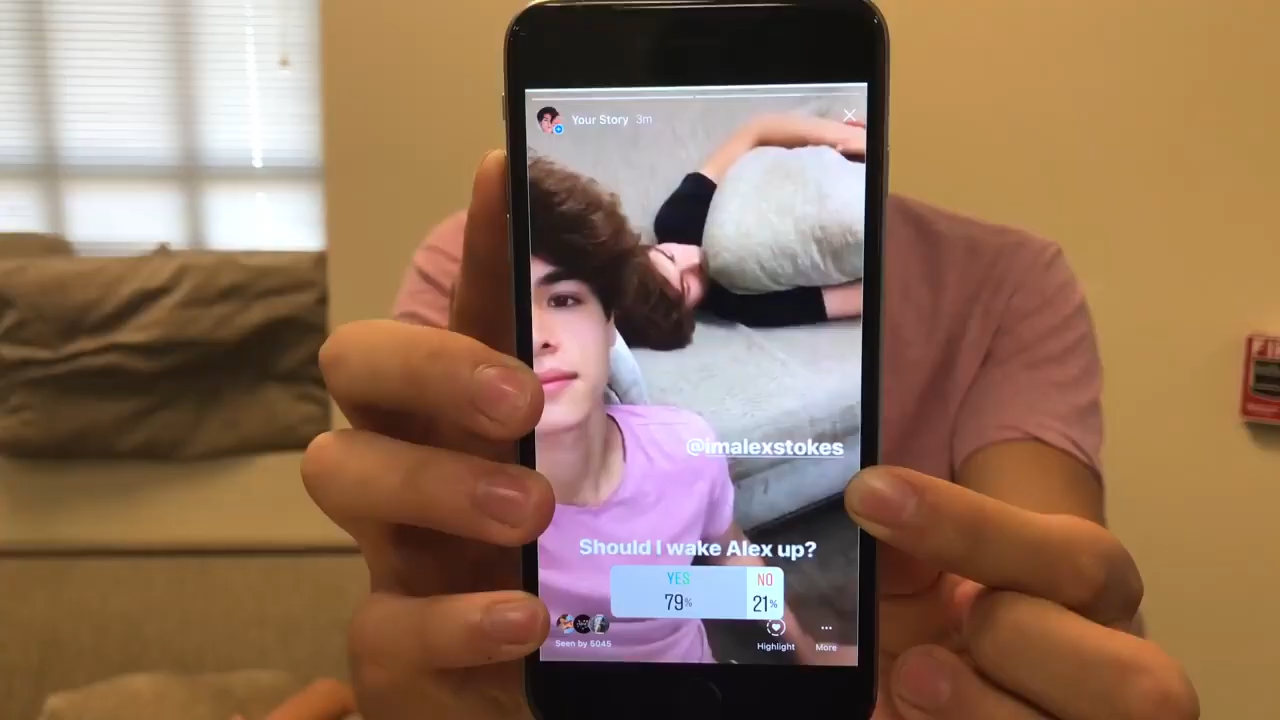 Your Story 3m
@imalexstokes
Should I wake Alex up?
YES NO
79% 21%
Seen by 5045
Highlight
More